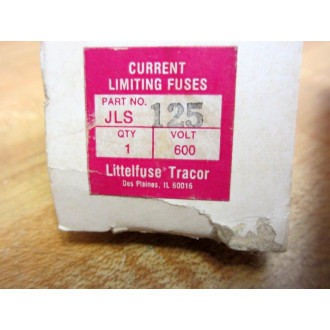 CURRENT
LIMITING FUSES
PART NO.
JLS 125
QTY VOLT
1 600
Littelfuse® Tracor
Des Plaines, IL 60016